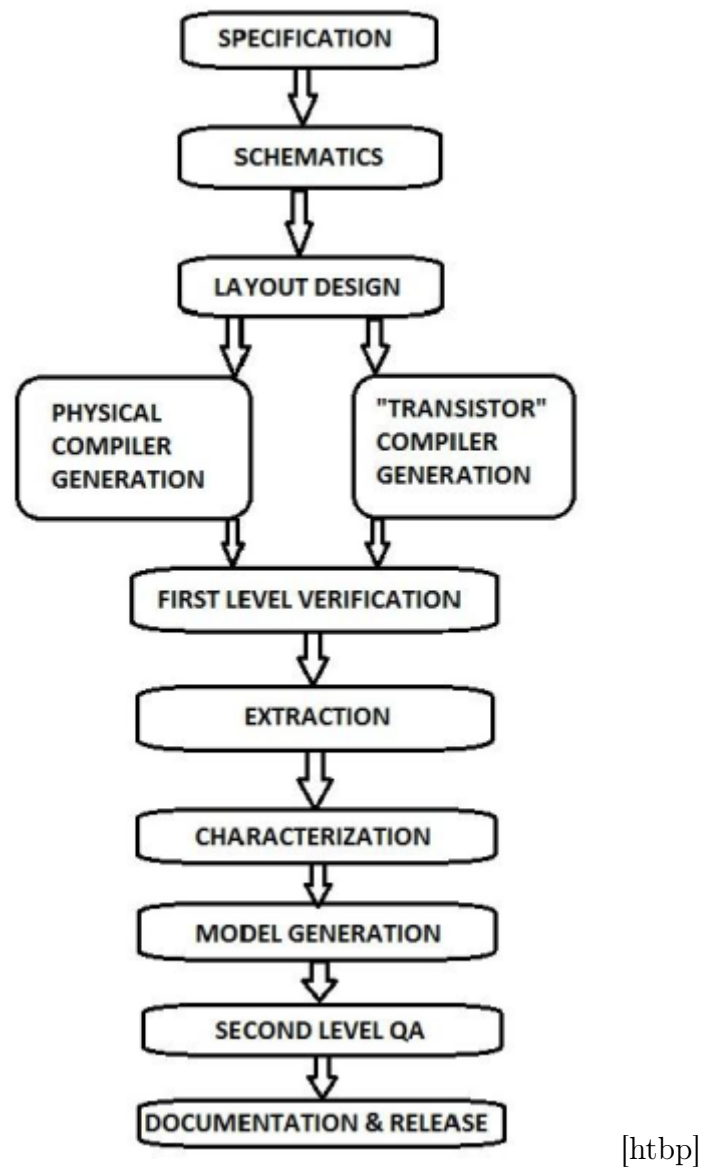 SPECIFICATION
SCHEMATICS
LAYOUT DESIGN
PHYSICAL
COMPILER
GENERATION
"TRANSISTOR"
COMPILER
GENERATION
FIRST LEVEL VERIFICATION
EXTRACTION
CHARACTERIZATION
MODEL GENERATION
SECOND LEVEL QA
DOCUMENTATION & RELEASE
[htbp]